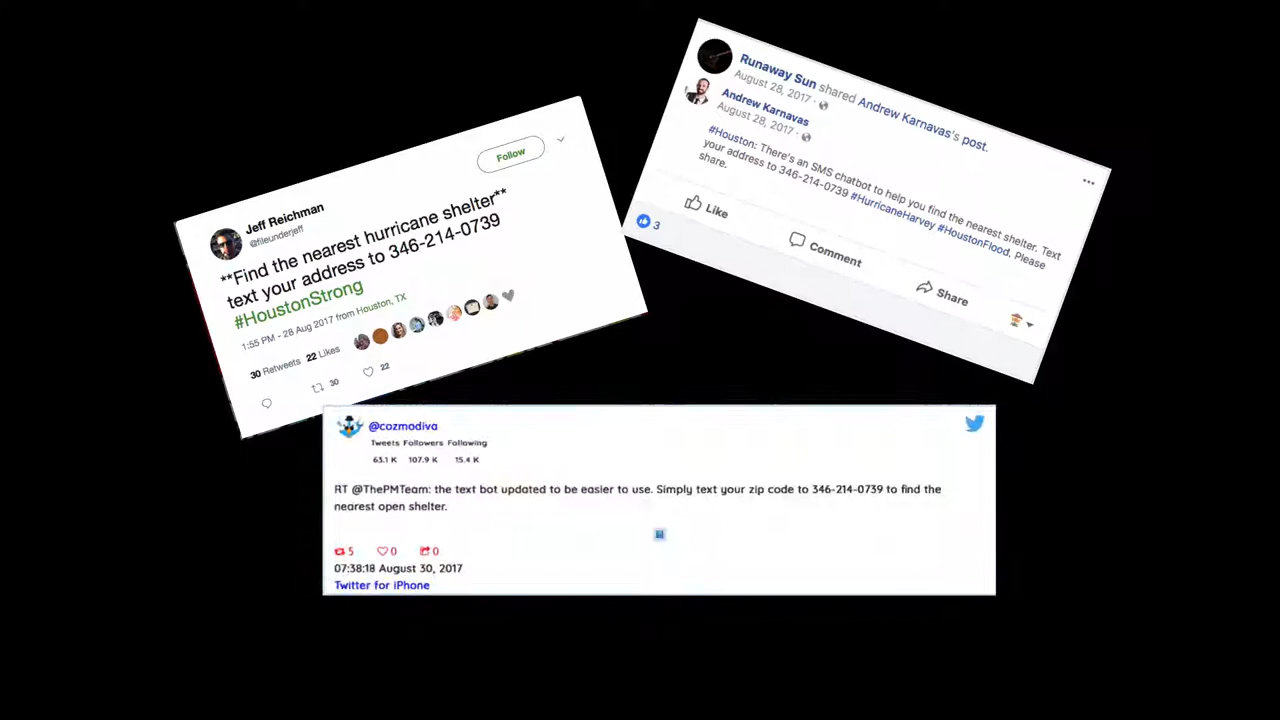 Follow
Jeff Reichman
@fileunderjeff
**Find the nearest hurricane shelter**
text your address to 346-214-0739
#HoustonStrong
1:55 PM - 28 Aug 2017 from Houston, TX
30 Retweets 22 Likes
30 22
Runaway Sun shared Andrew Karnavas's post.
August 28, 2017 ·
Andrew Karnavas
August 28, 2017 ·
#Houston: There's an SMS chatbot to help you find the nearest shelter. Text
your address to 346-214-0739 #HurricaneHarvey #HoustonFlood. Please
share.
Like Comment Share
3
@cozmodiva
Tweets Followers Following
63.1 K 107.9 K 15.4 K
RT @ThePMTeam: the text bot updated to be easier to use. Simply text your zip code to 346-214-0739 to find the
nearest open shelter.
5 0 0
07:38:18 August 30, 2017
Twitter for iPhone